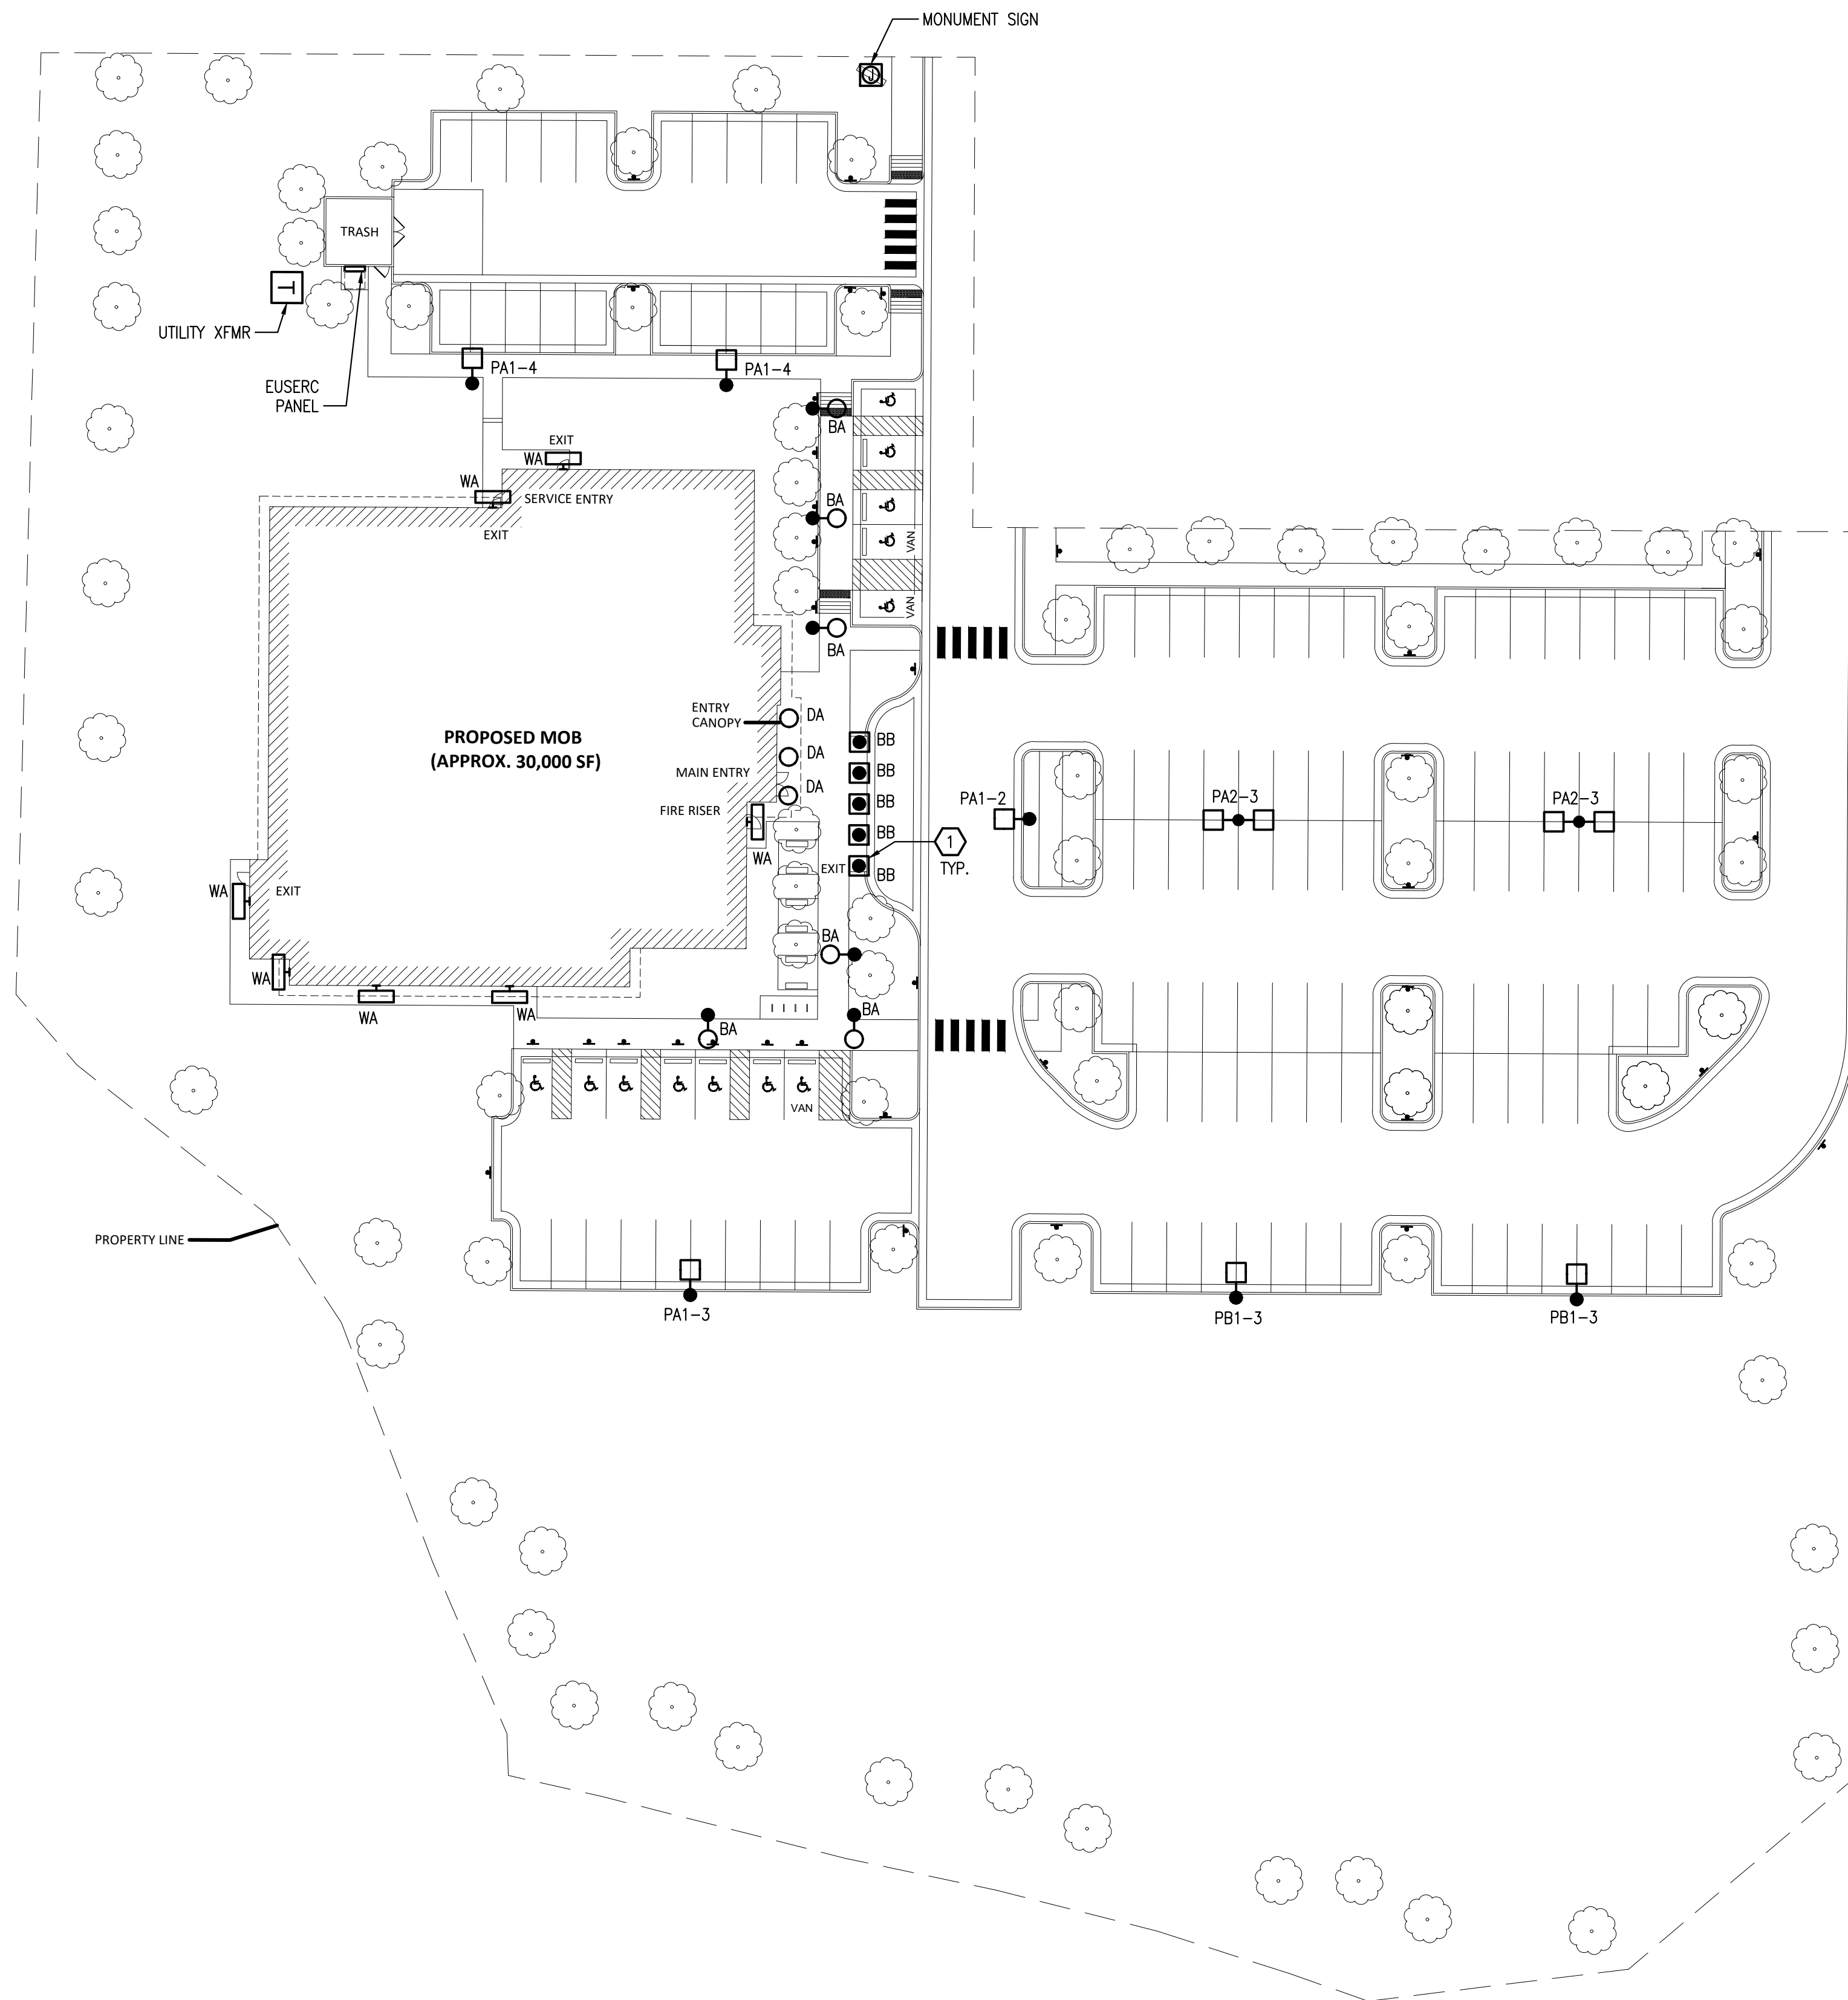 MONUMENT SIGN
J
TRASH
T
UTILITY XFMR
EUSERC
PANEL
PA1-4
PA1-4
BA
EXIT
WA
WA
SERVICE ENTRY
EXIT
BA
VAN
VAN
BA
ENTRY
CANOPY
DA
PROPOSED MOB
(APPROX. 30,000 SF)
DA
MAIN ENTRY
DA
FIRE RISER
WA
BB
BB
BB
BB
EXIT
BB
1
TYP.
PA1-2
PA2-3
PA2-3
WA
EXIT
BA
WA
WA
WA
BA
BA
VAN
PROPERTY LINE
PA1-3
PB1-3
PB1-3